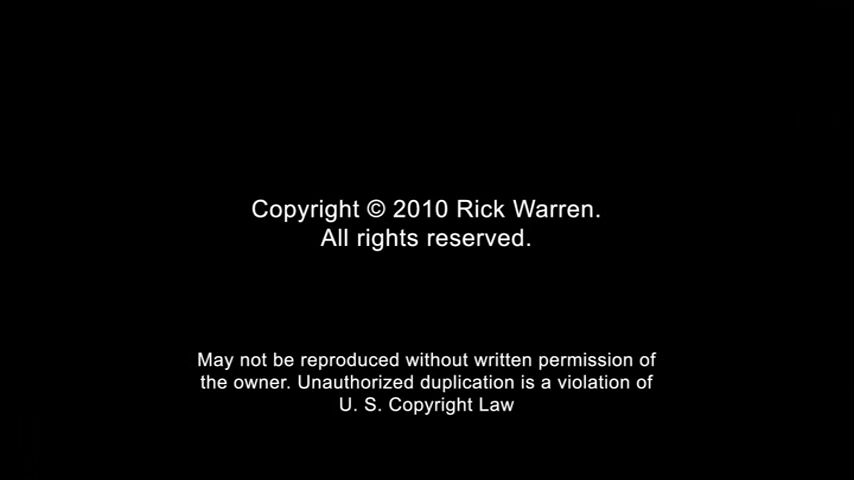 Copyright © 2010 Rick Warren.
All rights reserved.
May not be reproduced without written permission of
the owner. Unauthorized duplication is a violation of
U. S. Copyright Law